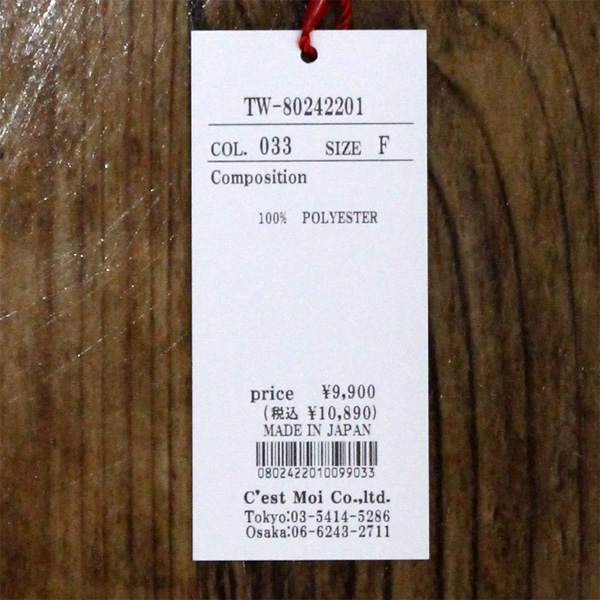 TW-80242201
COL. 033 SIZE F
Composition
100% POLYESTER
price ¥9,900
(税込 ¥10,890)
MADE IN JAPAN
0802422010099033
C'est Moi Co.,ltd.
Tokyo:03-5414-5286
Osaka:06-6243-2711